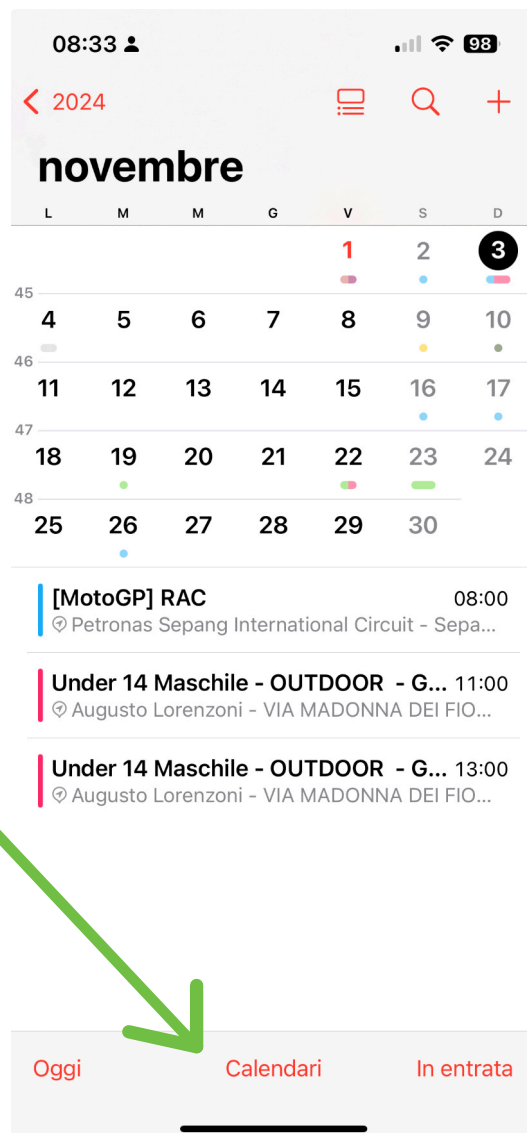 08:33 98
2024
novembre
L M M G V S D
1 2 3
45
4 5 6 7 8 9 10
46
11 12 13 14 15 16 17
47
18 19 20 21 22 23 24
48
25 26 27 28 29 30
[MotoGP] RAC 08:00
Petronas Sepang International Circuit - Sepa...
Under 14 Maschile - OUTDOOR - G... 11:00
Augusto Lorenzoni - VIA MADONNA DEI FIO...
Under 14 Maschile - OUTDOOR - G... 13:00
Augusto Lorenzoni - VIA MADONNA DEI FIO...
Oggi Calendari In entrata